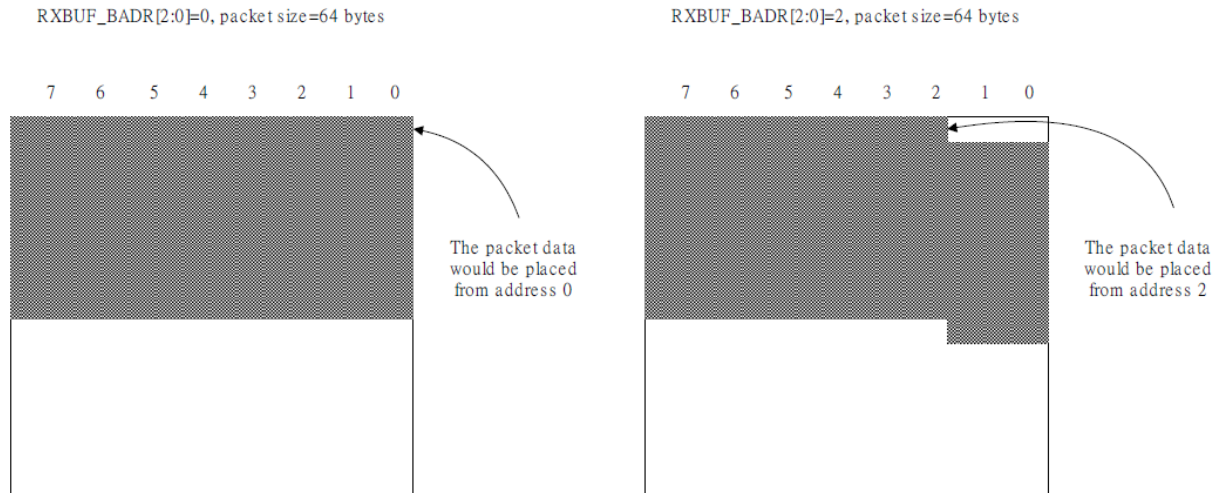 RXBUF_BADR[2:0]=0, packet size=64 bytes
RXBUF_BADR[2:0]=2, packet size=64 bytes
7 6 5 4 3 2 1 0
7 6 5 4 3 2 1 0
The packet data
would be placed
from address 0
The packet data
would be placed
from address 2